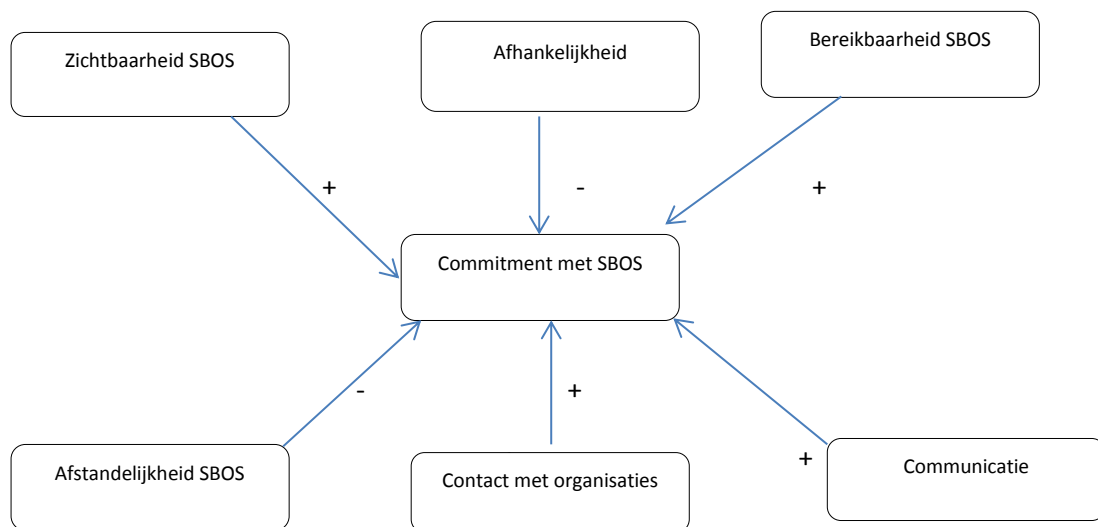 Zichtbaarheid SBOS
Afhankelijkheid
Bereikbaarheid SBOS
+
-
+
Commitment met SBOS
-
+
+
Afstandelijkheid SBOS
Contact met organisaties
Communicatie